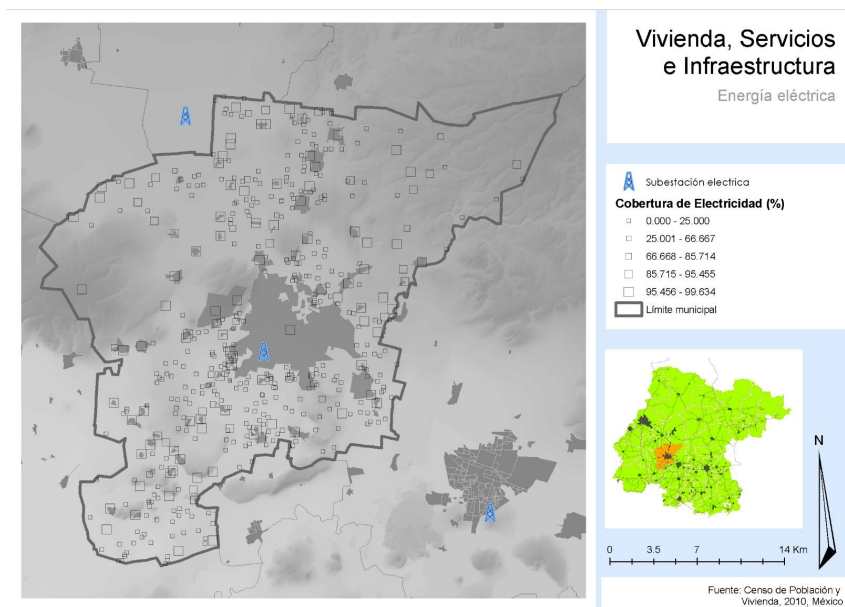 Vivienda, Servicios
e Infraestructura
Energía eléctrica
Subestación electrica
Cobertura de Electricidad (%)
0.000 - 25.000
25.001 - 66.667
66.668 - 85.714
85.715 - 95.455
95.456 - 99.634
Límite municipal
N
0 3.5 7 14 Km
Fuente: Censo de Población y
Vivienda, 2010, México